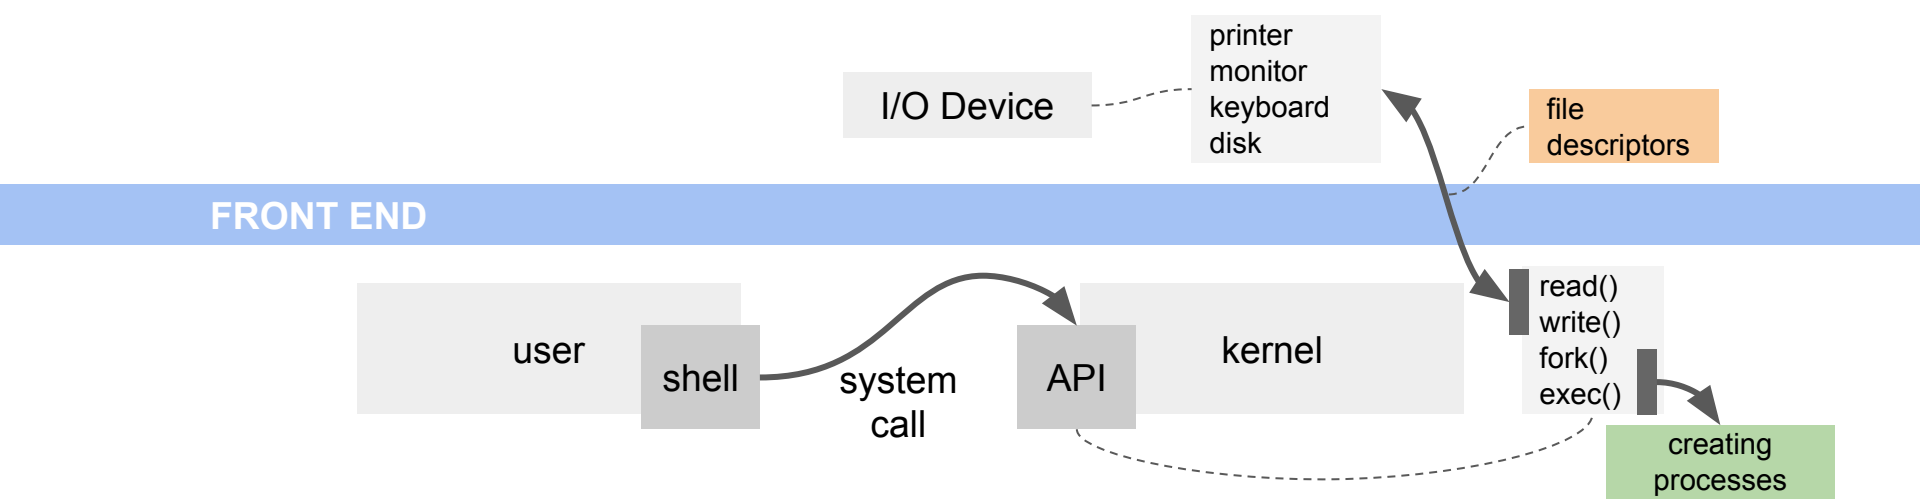 printer
monitor
keyboard
disk
I/O Device
file
descriptors
FRONT END
user
shell
system
call
API
kernel
read()
write()
fork()
exec()
creating
processes